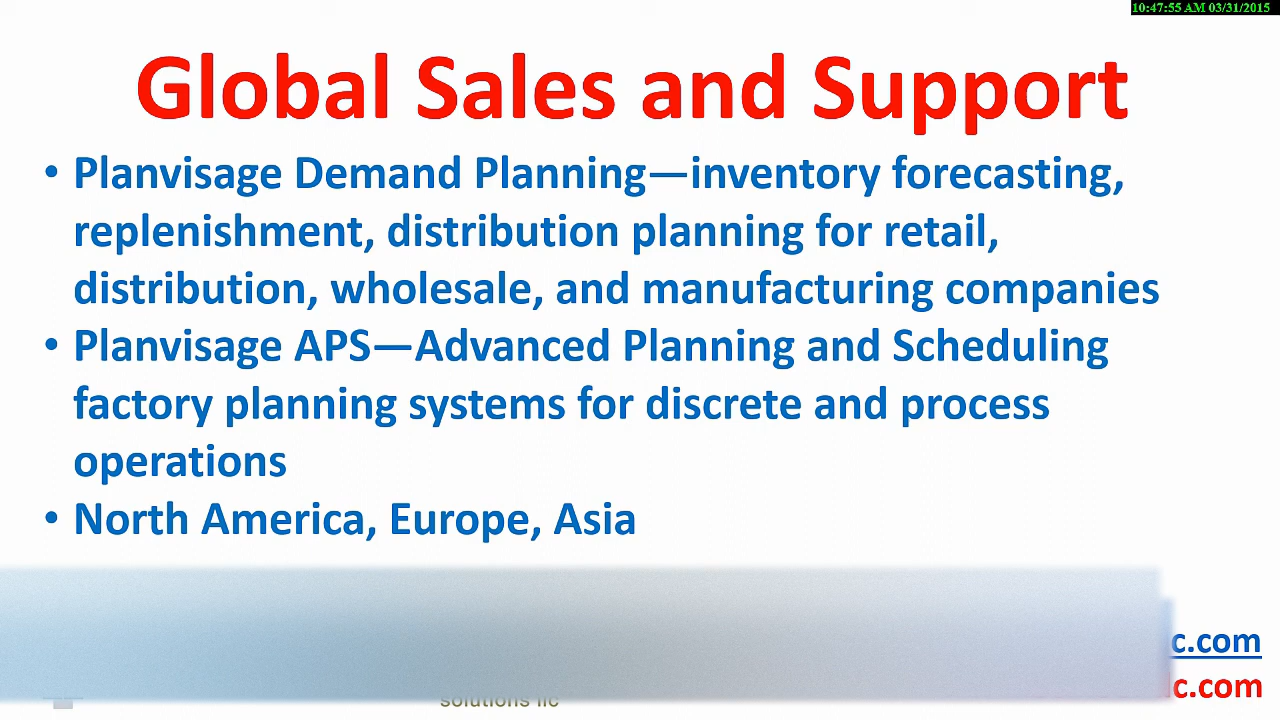 10:47:55 AM 03/31/2015
Global Sales and Support
• Planvisage Demand Planning—inventory forecasting,
replenishment, distribution planning for retail,
distribution, wholesale, and manufacturing companies
• Planvisage APS—Advanced Planning and Scheduling
factory planning systems for discrete and process
operations
• North America, Europe, Asia
c.com
solutions llc
c.com